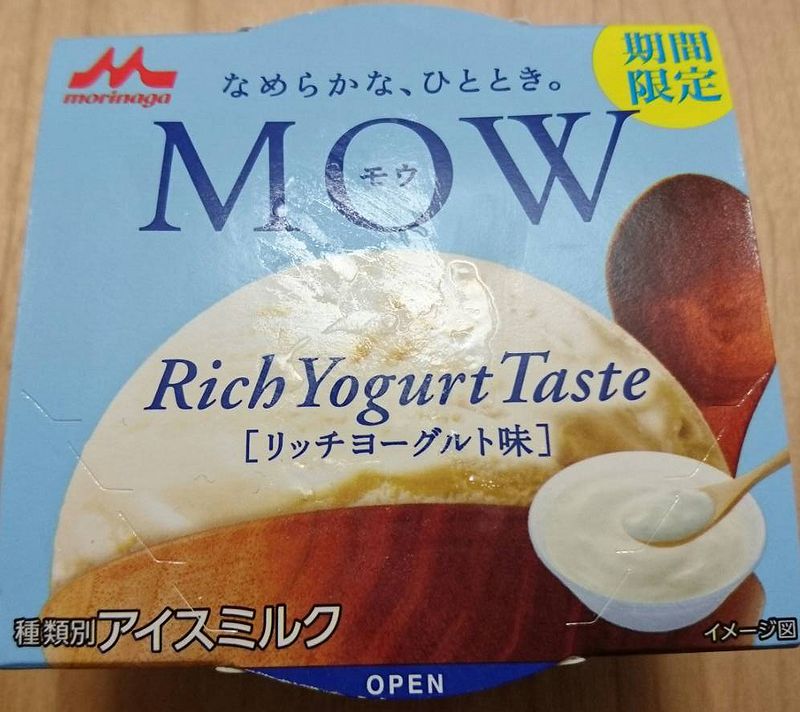 morinaga
なめらかな、ひととき。
期間
限定
MOW
モウ
Rich Yogurt Taste
[リッチヨーグルト味]
種類別アイスミルク
イメージ図
OPEN